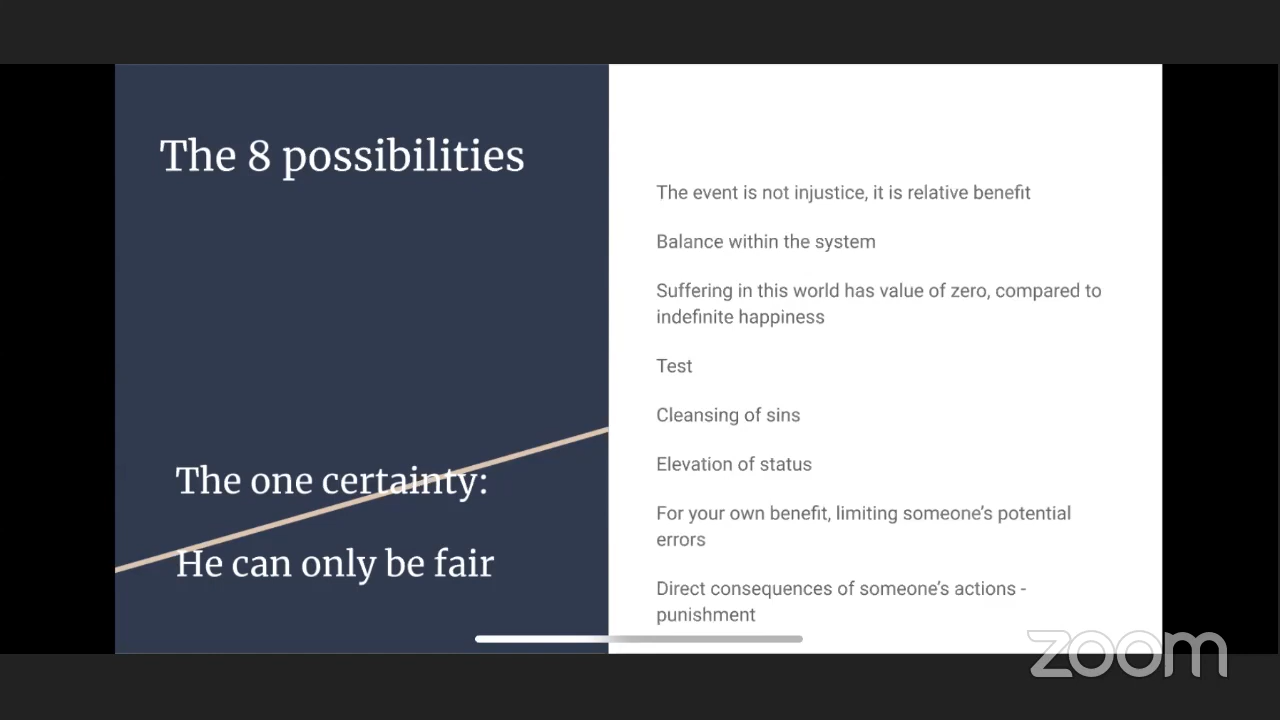 The 8 possibilities
The one certainty:
He can only be fair
The event is not injustice, it is relative benefit
Balance within the system
Suffering in this world has value of zero, compared to
indefinite happiness
Test
Cleansing of sins
Elevation of status
For your own benefit, limiting someone’s potential
errors
Direct consequences of someone’s actions -
punishment
zoom